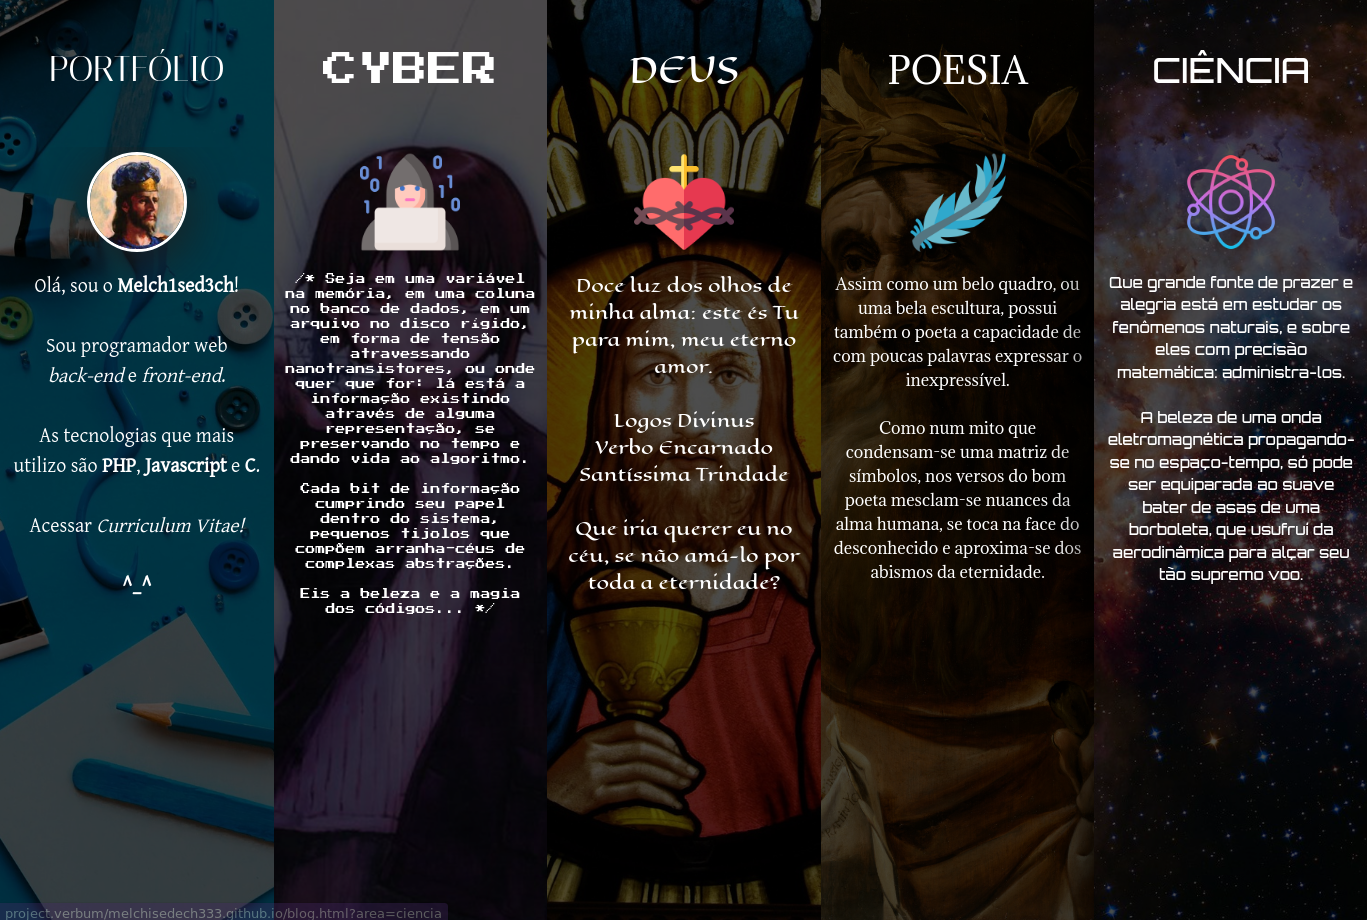 PORTFÓLIO
Olá, sou o Melch1sed3ch!
Sou programador web
back-end e front-end.
As tecnologias que mais
utilizo são PHP, Javascript e C.
Acessar Curriculum Vitae!
^_^
CYBER
0 1 0 0 1 1 1 0
/* Seja em uma variável
na memória, em uma coluna
no banco de dados, em um
arquivo no disco rígido,
em forma de tensão
atravessando
nanotransistores, ou onde
quer que for: lá está a
informação existindo
através de alguma
representação, se
preservando no tempo e
dando vida ao algoritmo.
Cada bit de informação
cumprindo seu papel
dentro do sistema,
pequenos tijolos que
compõem arranha-céus de
complexas abstrações.
Eis a beleza e a magia
dos códigos... */
DEUS
Doce luz dos olhos de
minha alma: este és Tu
para mim, meu eterno
amor.
Logos Divinus
Verbo Encarnado
Santíssima Trindade
Que iria querer eu no
céu, se não amá-lo por
toda a eternidade?
POESIA
Assim como um belo quadro, ou
uma bela escultura, possui
também o poeta a capacidade de
com poucas palavras expressar o
inexpressível.
Como num mito que
condensam-se uma matriz de
símbolos, nos versos do bom
poeta mesclam-se nuances da
alma humana, se toca na face do
desconhecido e aproxima-se dos
abismos da eternidade.
CIÊNCIA
Que grande fonte de prazer e
alegria está em estudar os
fenômenos naturais, e sobre
eles com precisão
matemática: administra-los.
A beleza de uma onda
eletromagnética propagando-
se no espaço-tempo, só pode
ser equiparada ao suave
bater de asas de uma
borboleta, que usufruí da
aerodinâmica para alçar seu
tão supremo voo.
project.verbum/melchisedech333.github.io/blog.html?area=ciencia